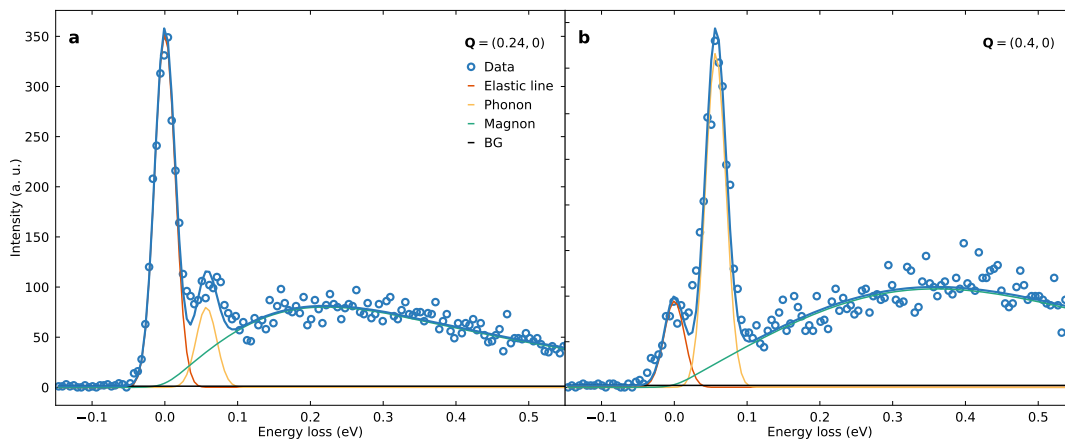 a
Q = (0.24, 0)
Data
Elastic line
Phonon
Magnon
BG
Intensity (a. u.)
350
300
250
200
150
100
50
0
−0.1 0.0 0.1 0.2 0.3 0.4 0.5
Energy loss (eV)
b
Q = (0.4, 0)
−0.1 0.0 0.1 0.2 0.3 0.4 0.5
Energy loss (eV)